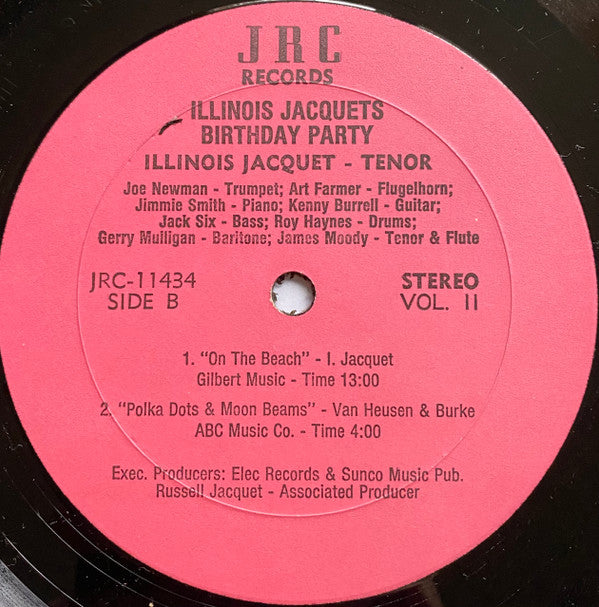 JRC
RECORDS
ILLINOIS JACQUETS
BIRTHDAY PARTY
ILLINOIS JACQUET - TENOR
Joe Newman - Trumpet; Art Farmer - Flugelhorn;
Jimmie Smith - Piano; Kenny Burrell - Guitar;
Jack Six - Bass; Roy Haynes - Drums;
Gerry Mulligan - Baritone; James Moody - Tenor & Flute
JRC-11434 STEREO
SIDE B VOL. II
1. "On The Beach" - I. Jacquet
Gilbert Music - Time 13:00
2. "Polka Dots & Moon Beams" - Van Heusen & Burke
ABC Music Co. - Time 4:00
Exec. Producers: Elec Records & Sunco Music Pub.
Russell Jacquet - Associated Producer